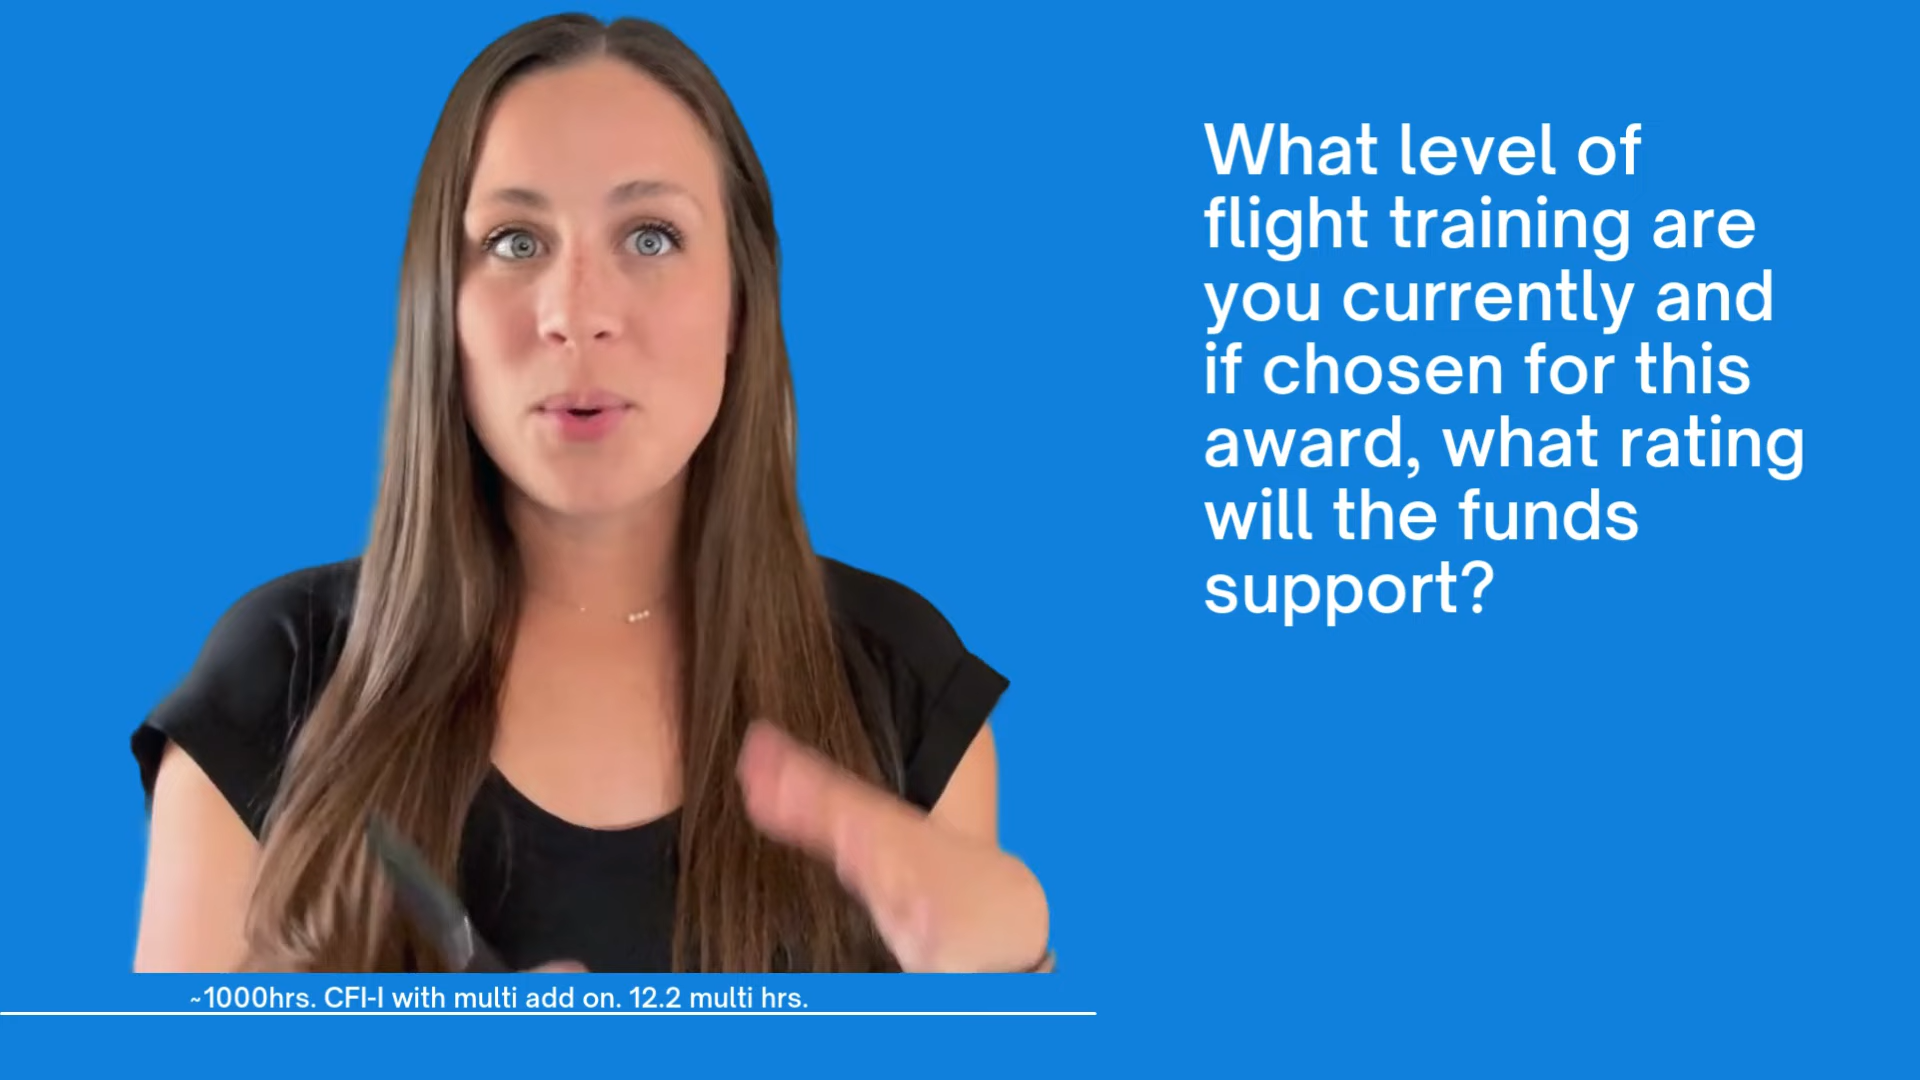 What level of
flight training are
you currently and
if chosen for this
award, what rating
will the funds
support?
~1000hrs. CFI-I with multi add on. 12.2 multi hrs.